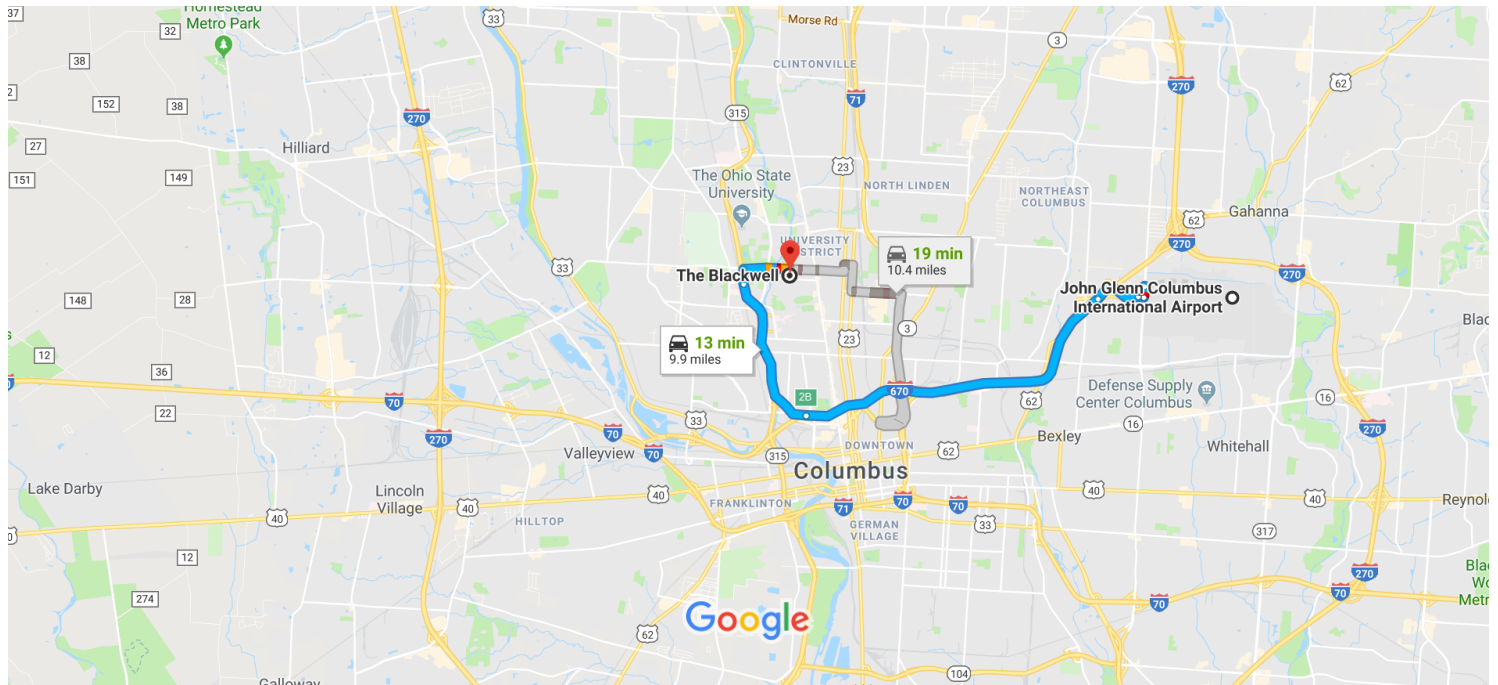 37
33
Homestead
Metro Park
Morse Rd
32
3
38
CLINTONVILLE
270
62
71
152
38
315
270
27
Hilliard
23
151
149
The Ohio State
University
NORTH LINDEN
NORTHEAST
COLUMBUS
62
Gahanna
UNIVERSITY
DISTRICT
270
19 min
10.4 miles
33
The Blackwell
270
148
28
John Glenn Columbus
International Airport
3
Blac
12
13 min
9.9 miles
23
36
70
670
Defense Supply
Center Columbus
2B
62
16
22
33
16
270
70
270
Valleyview
70
315
DOWNTOWN
62
Bexley
Whitehall
Columbus
Lake Darby
Lincoln
Village
40
40
FRANKLINTON
71
70
70
40
40
Reynol
40
HILLTOP
GERMAN
VILLAGE
33
317
12
270
Blac
Wo
Metr
274
70
70
Google
62
104
Galloway